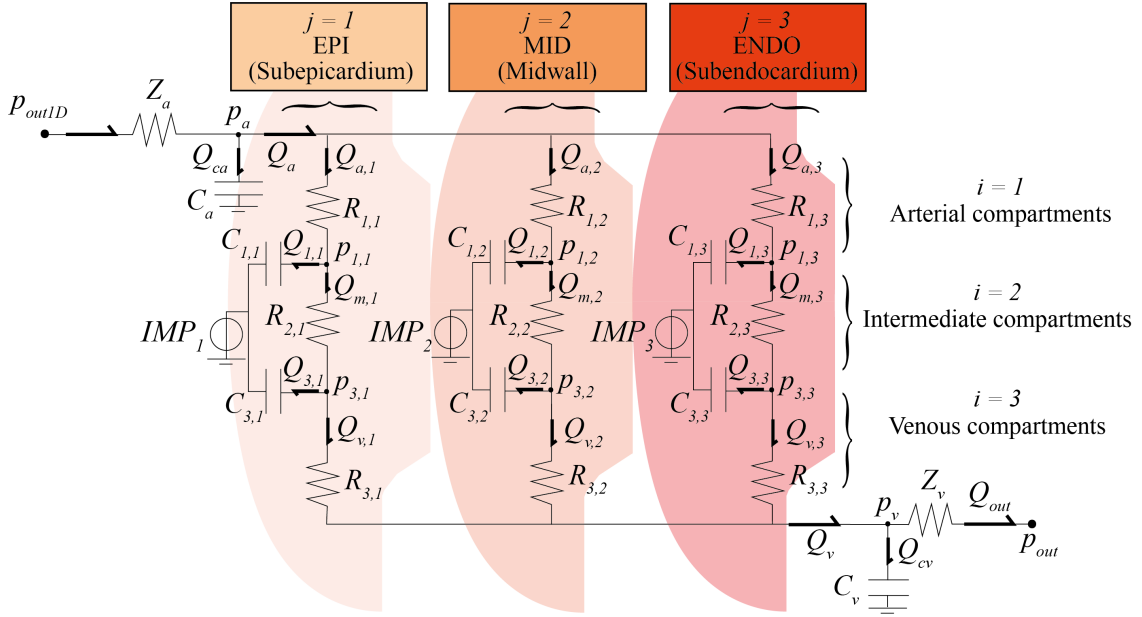 j = 1
EPI
(Subepicardium)
j = 2
MID
(Midwall)
j = 3
ENDO
(Subendocardium)
p_out1D
Z_a
p_a
Q_ca
Q_a
Q_a,1
Q_a,2
Q_a,3
C_a
R_1,1
R_1,2
R_1,3
i = 1
Arterial compartments
C_1,1
Q_1,1
p_1,1
C_1,2
Q_1,2
p_1,2
C_1,3
Q_1,3
p_1,3
Q_m,1
Q_m,2
Q_m,3
IMP_1
R_2,1
IMP_2
R_2,2
IMP_3
R_2,3
i = 2
Intermediate compartments
C_3,1
Q_3,1
p_3,1
C_3,2
Q_3,2
p_3,2
C_3,3
Q_3,3
p_3,3
i = 3
Venous compartments
Q_v,1
Q_v,2
Q_v,3
R_3,1
R_3,2
R_3,3
Q_v
p_v
Z_v
Q_out
p_out
Q_cv
C_v